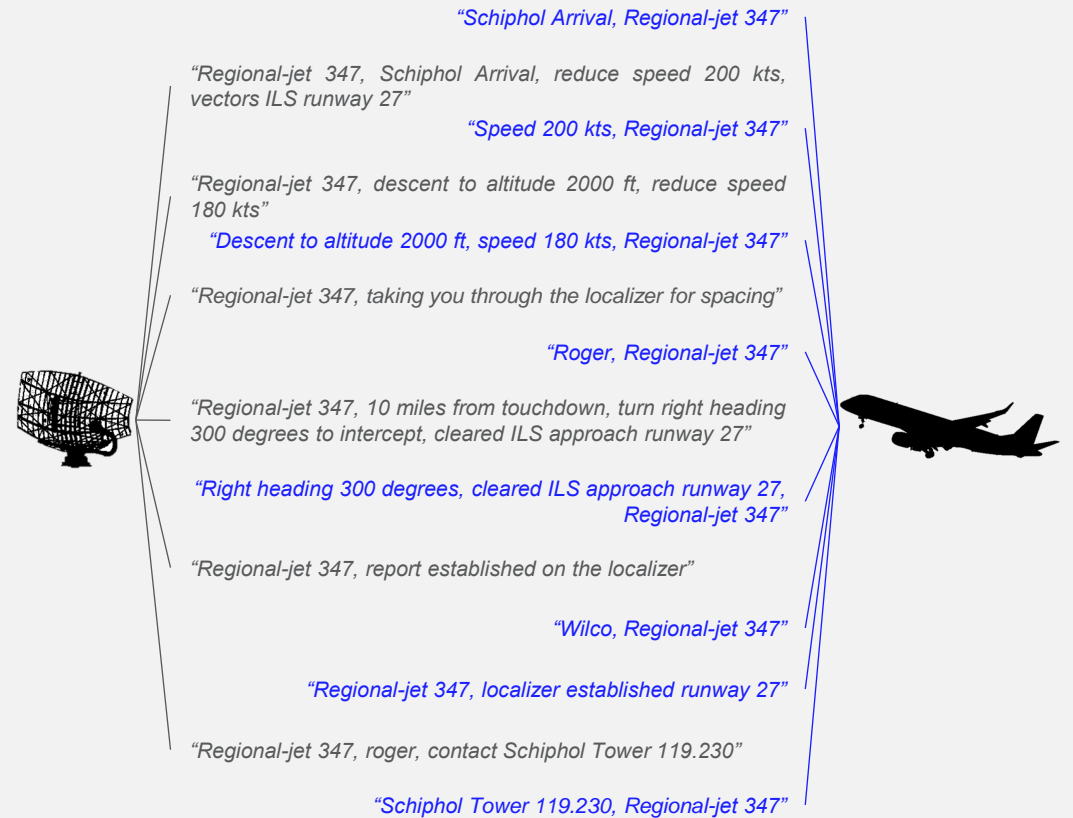 “Schiphol Arrival, Regional-jet 347”
“Regional-jet 347, Schiphol Arrival, reduce speed 200 kts,
vectors ILS runway 27”
“Speed 200 kts, Regional-jet 347”
“Regional-jet 347, descent to altitude 2000 ft, reduce speed
180 kts”
“Descent to altitude 2000 ft, speed 180 kts, Regional-jet 347”
“Regional-jet 347, taking you through the localizer for spacing”
“Roger, Regional-jet 347”
“Regional-jet 347, 10 miles from touchdown, turn right heading
300 degrees to intercept, cleared ILS approach runway 27”
“Right heading 300 degrees, cleared ILS approach runway 27,
Regional-jet 347”
“Regional-jet 347, report established on the localizer”
“Wilco, Regional-jet 347”
“Regional-jet 347, localizer established runway 27”
“Regional-jet 347, roger, contact Schiphol Tower 119.230”
“Schiphol Tower 119.230, Regional-jet 347”